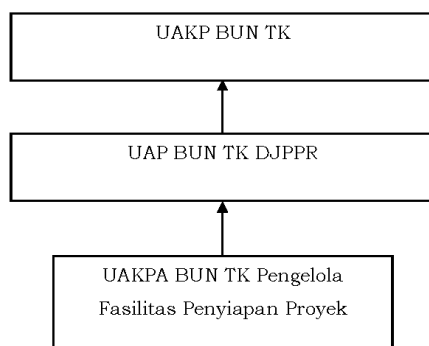 UAKP BUN TK
UAP BUN TK DJPPR
UAKPA BUN TK Pengelola
Fasilitas Penyiapan Proyek